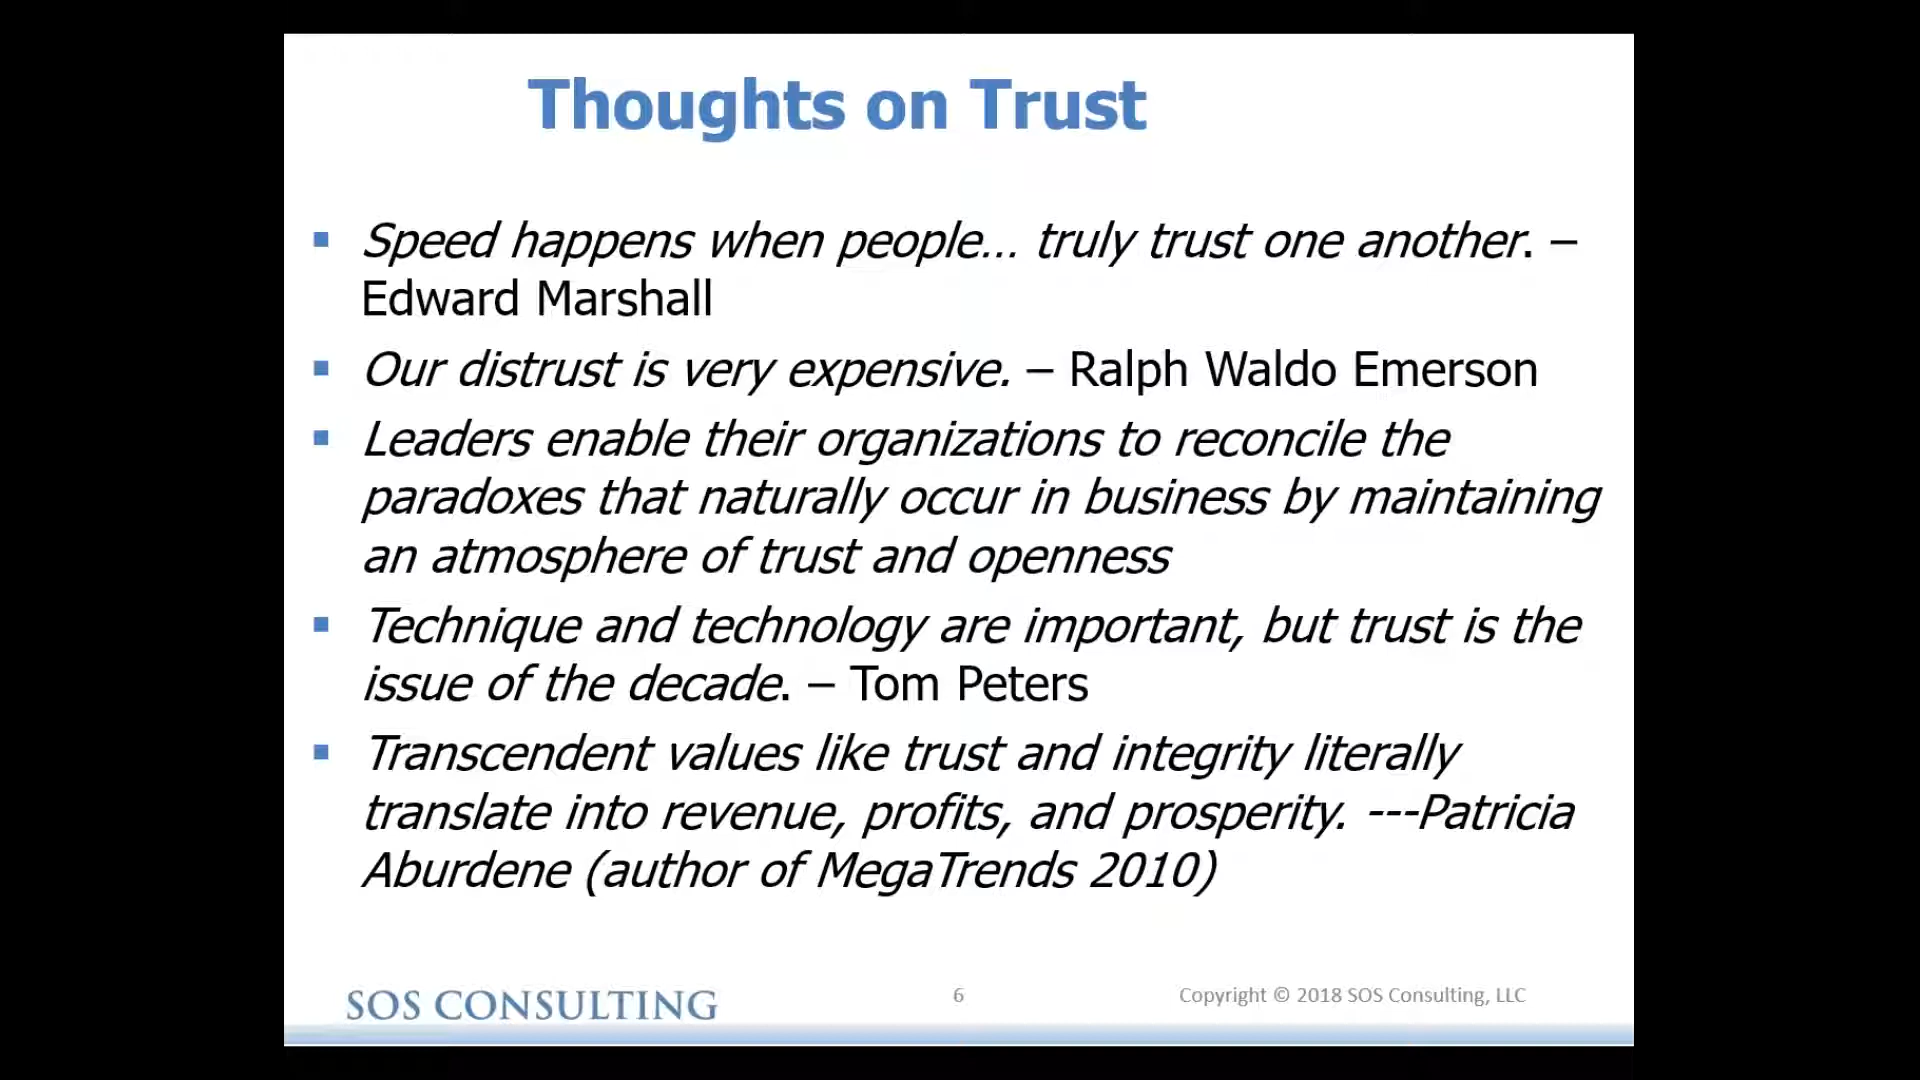 Thoughts on Trust
Speed happens when people... truly trust one another. –
Edward Marshall
Our distrust is very expensive. – Ralph Waldo Emerson
Leaders enable their organizations to reconcile the
paradoxes that naturally occur in business by maintaining
an atmosphere of trust and openness
Technique and technology are important, but trust is the
issue of the decade. – Tom Peters
Transcendent values like trust and integrity literally
translate into revenue, profits, and prosperity. ---Patricia
Aburdene (author of MegaTrends 2010)
SOS CONSULTING
6
Copyright © 2018 SOS Consulting, LLC